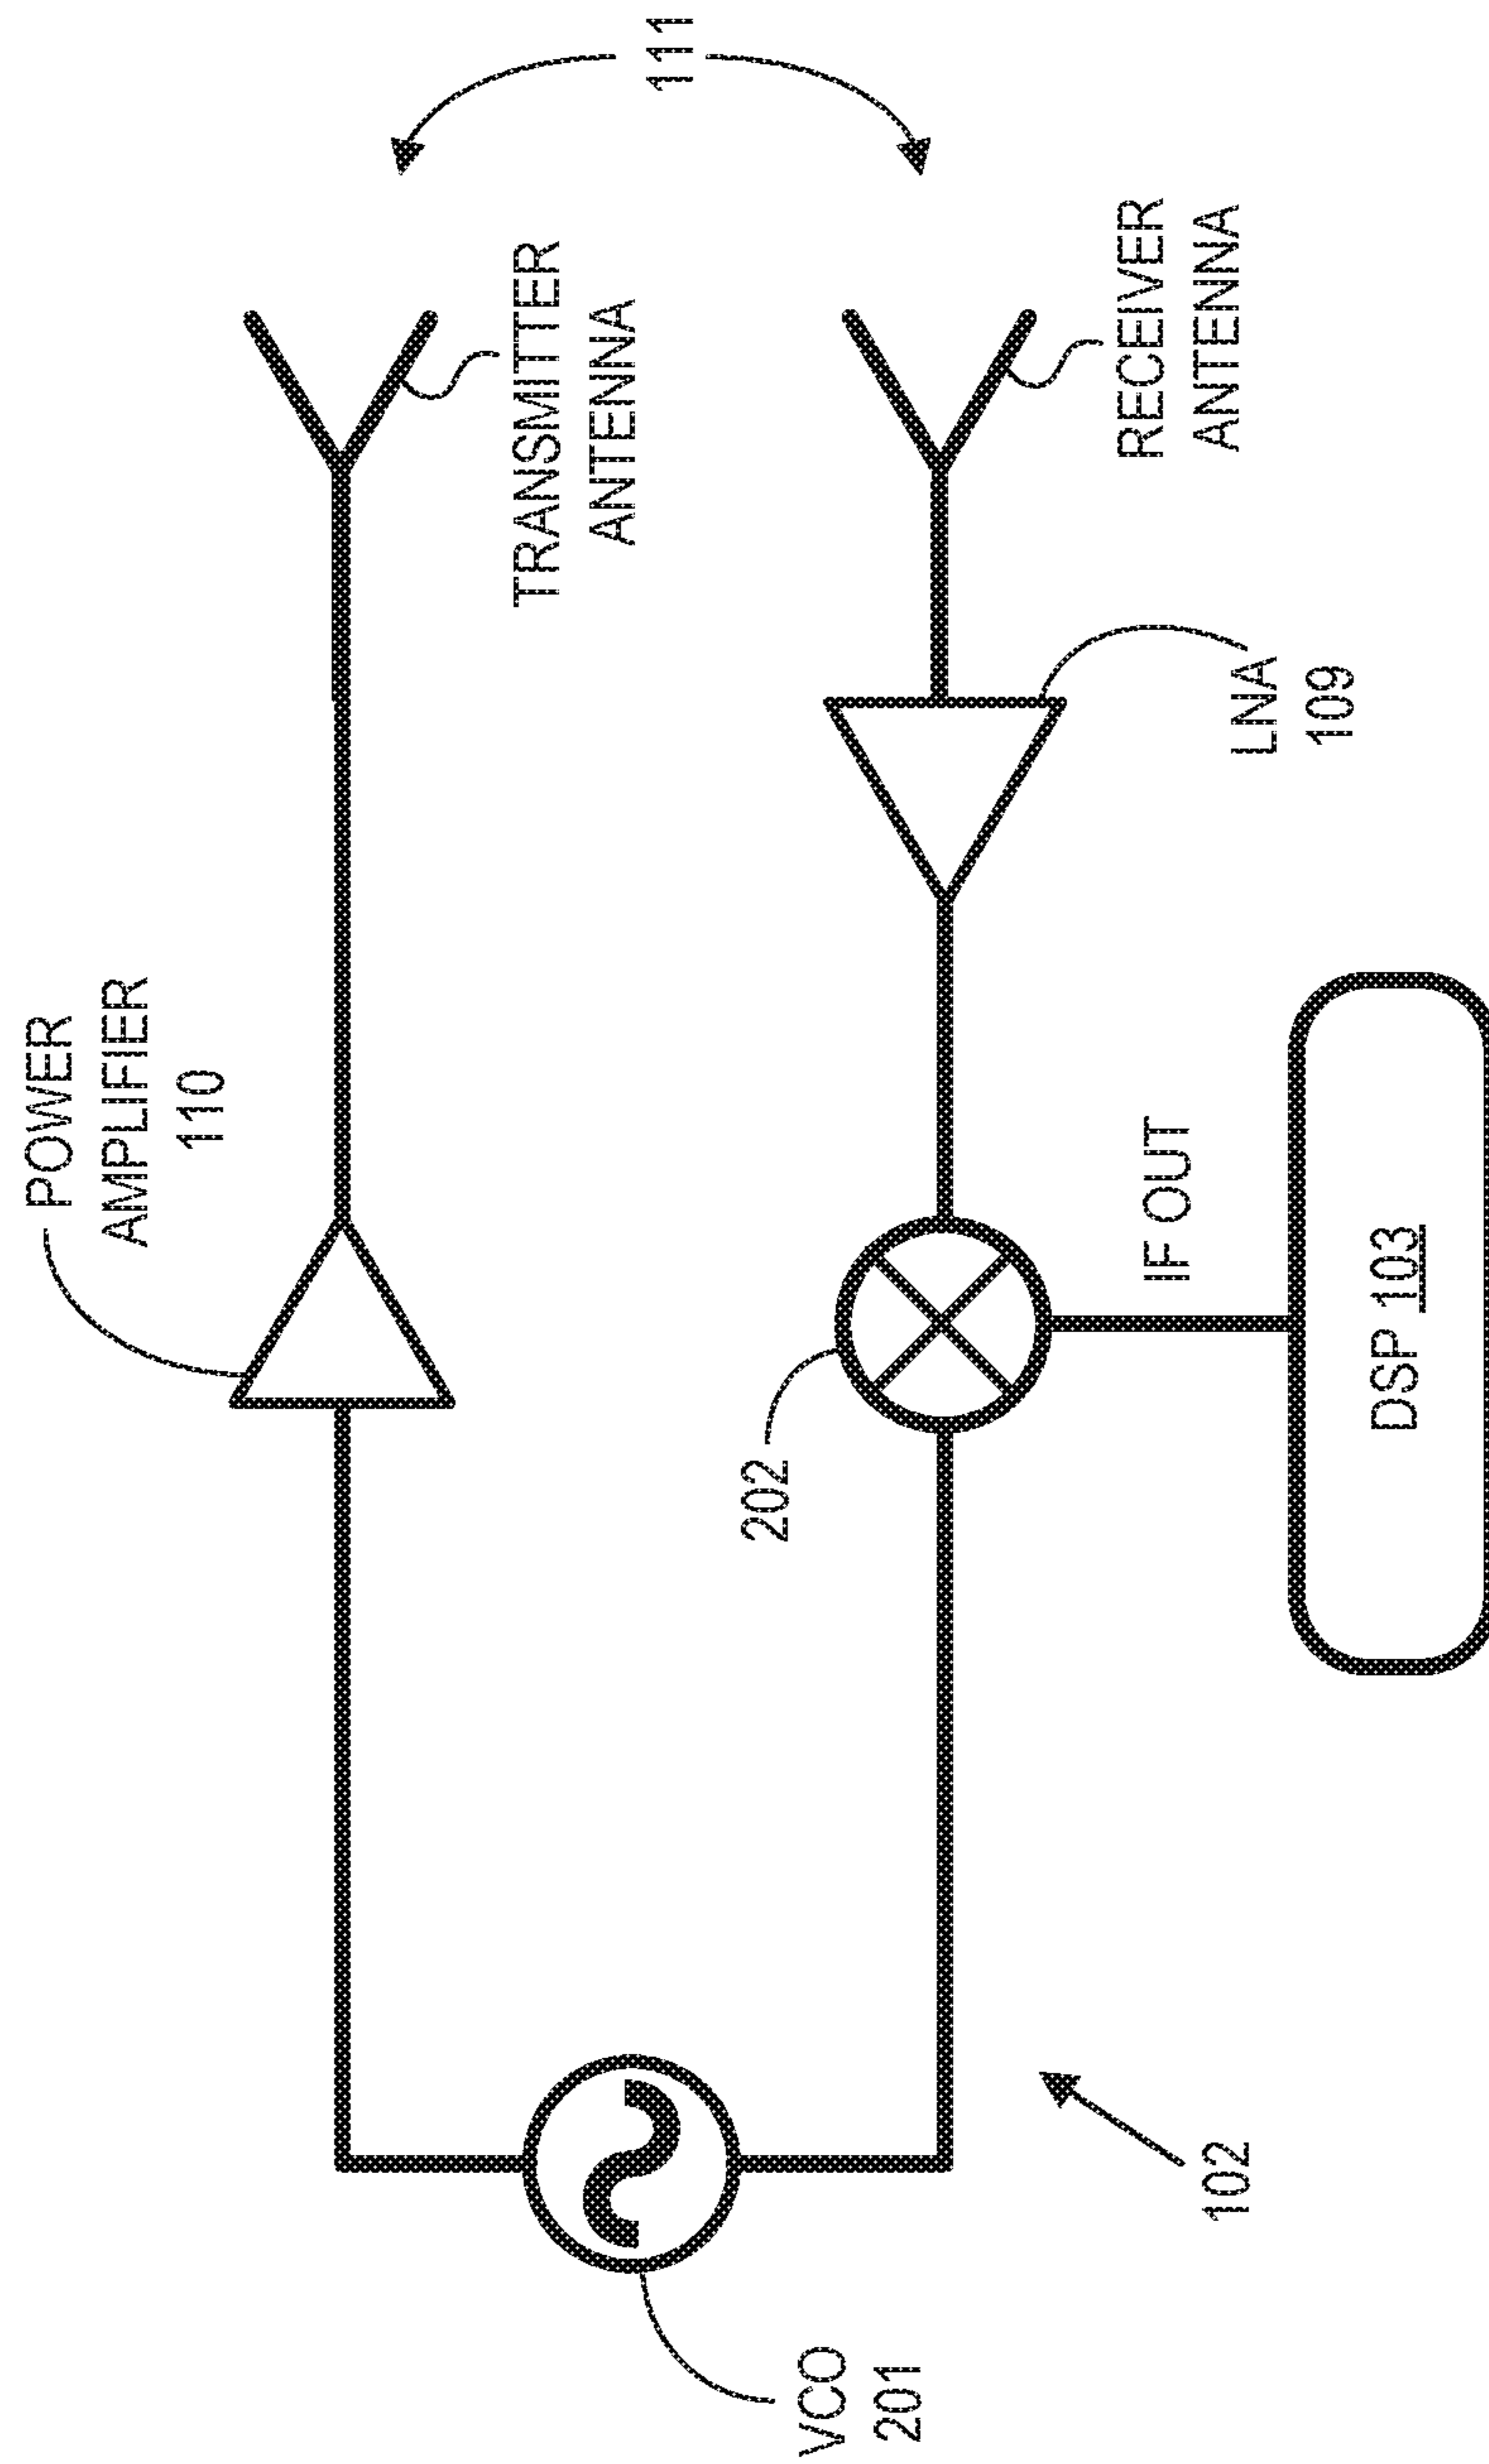 POWER
AMPLIFIER
110
111
TRANSMITTER
ANTENNA
VCO
201
202
RECEIVER
ANTENNA
IF OUT
LNA
109
102
DSP 103